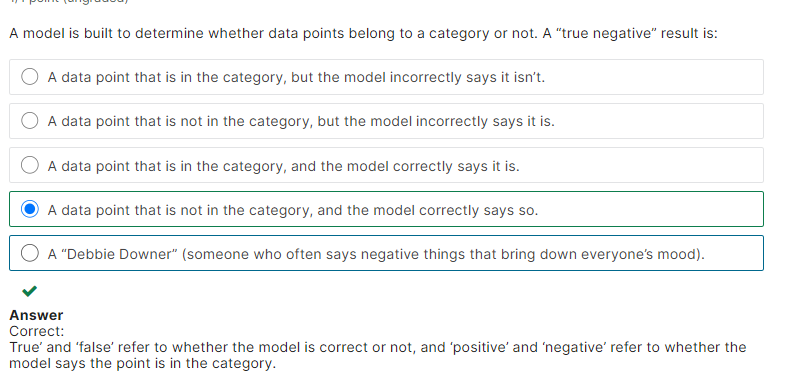 A model is built to determine whether data points belong to a category or not. A “true negative” result is:
A data point that is in the category, but the model incorrectly says it isn’t.
A data point that is not in the category, but the model incorrectly says it is.
A data point that is in the category, and the model correctly says it is.
A data point that is not in the category, and the model correctly says so.
A “Debbie Downer” (someone who often says negative things that bring down everyone’s mood).
Answer
Correct:
True’ and ‘false’ refer to whether the model is correct or not, and ‘positive’ and ‘negative’ refer to whether the
model says the point is in the category.